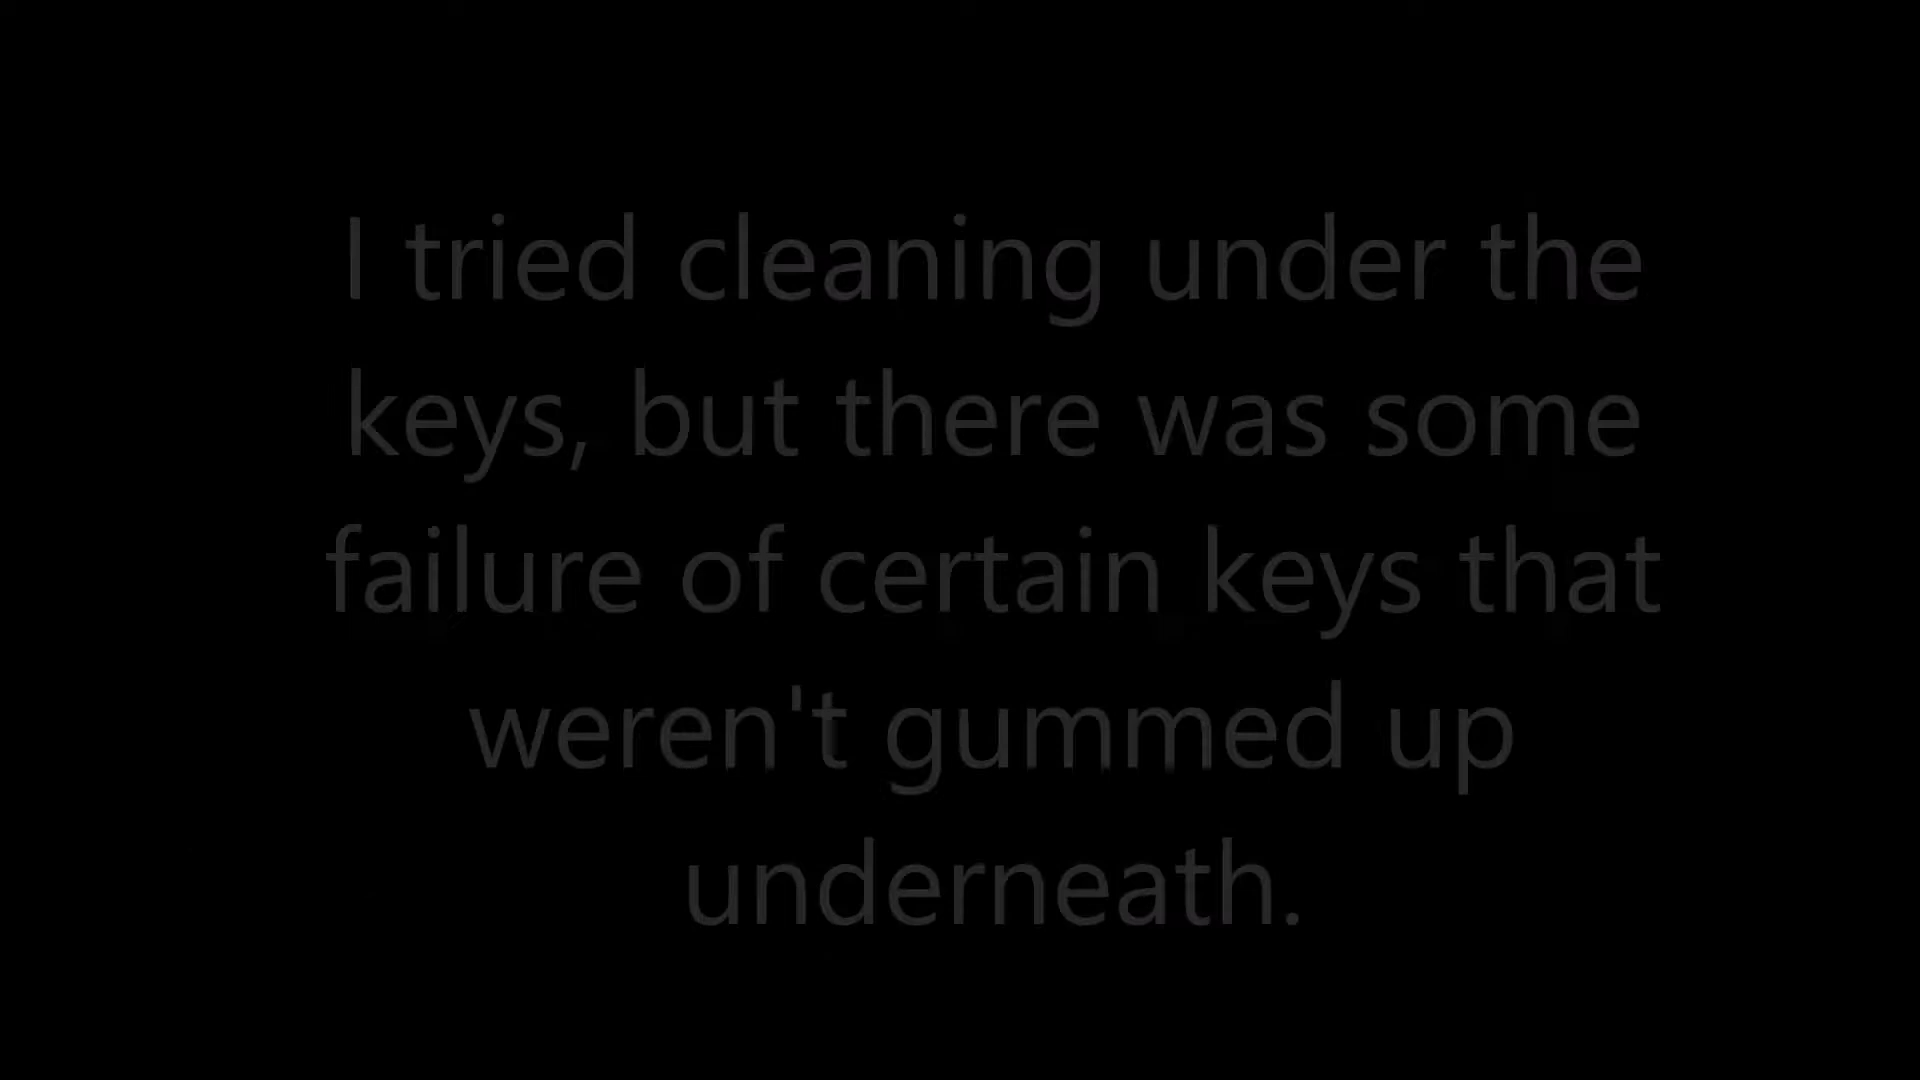 I tried cleaning under the
keys, but there was some
failure of certain keys that
weren't gummed up
underneath.